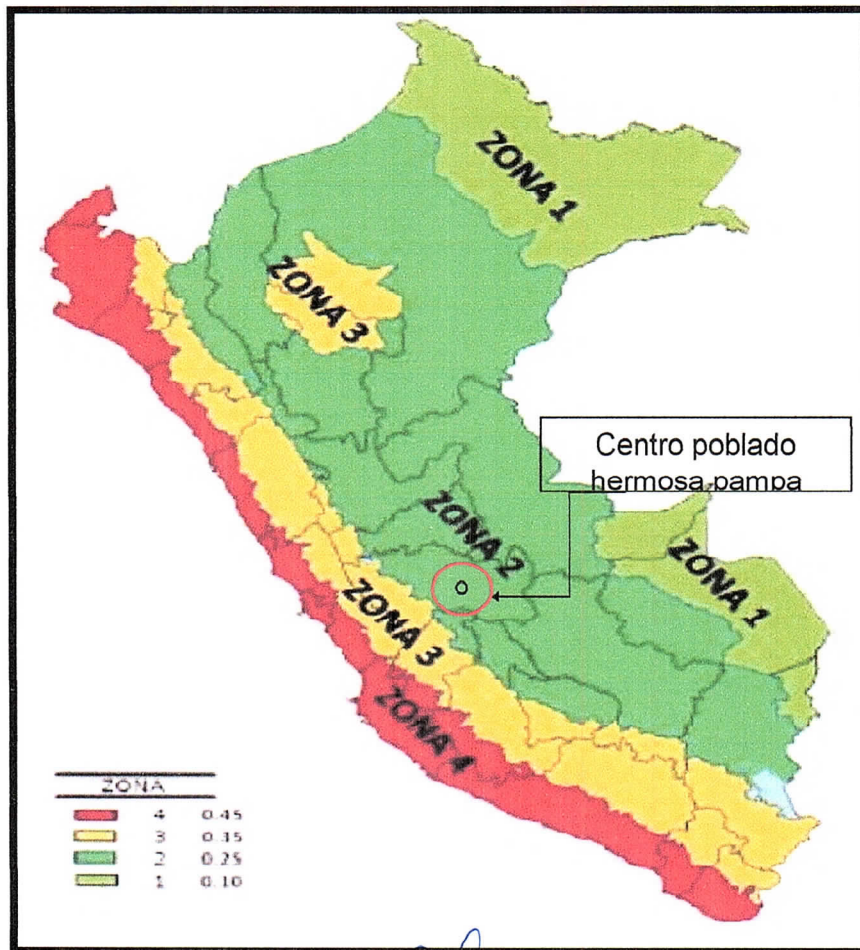 ZONA 1
ZONA 3
Centro poblado
hermosa pampa
ZONA 2
ZONA 1
ZONA 3
ZONA 4
ZONA
4 0.45
3 0.35
2 0.25
1 0.10